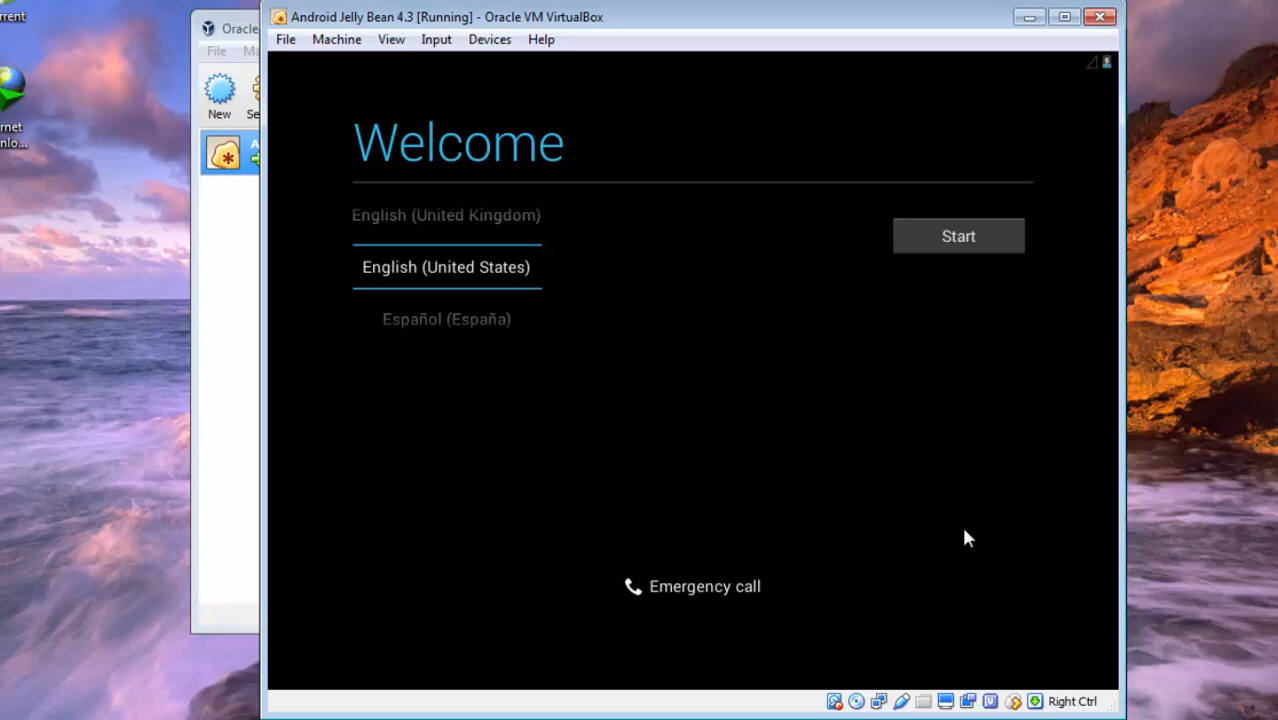 rrent
rnet
nlo...
Oracle
File
Ma
New
Se
A
Android Jelly Bean 4.3 [Running] - Oracle VM VirtualBox
File Machine View Input Devices Help
Welcome
English (United Kingdom)
English (United States)
Español (España)
Start
Emergency call
Right Ctrl